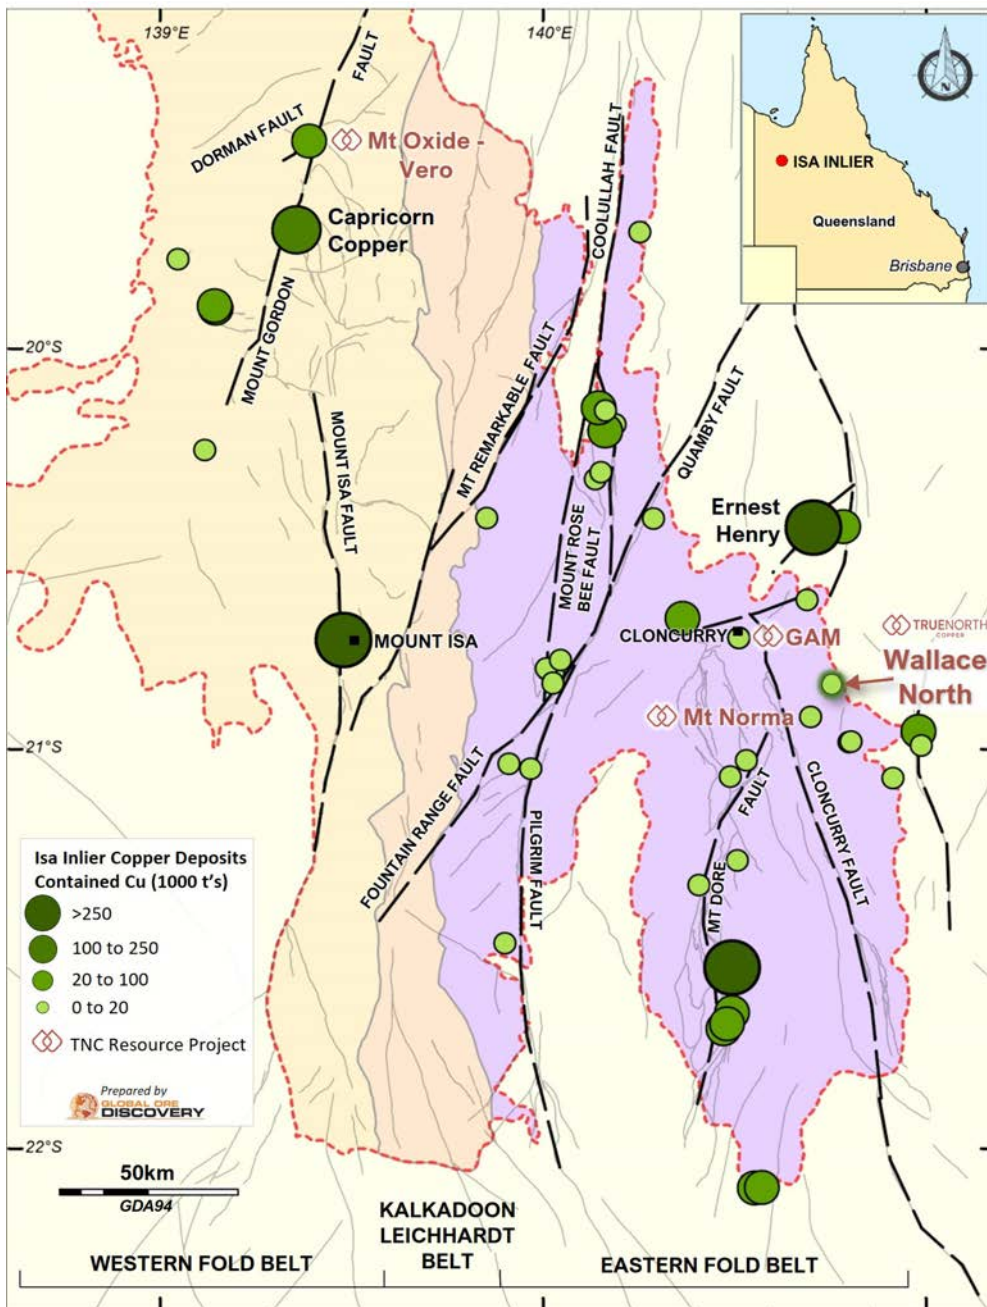 139°E
140°E
FAULT
DORMAN FAULT
Mt Oxide -
Vero
Capricorn
Copper
MOUNT GORDON
COOLULLAH FAULT
N
ISA INLIER
Queensland
Brisbane
20°S
MOUNT ISA FAULT
MT REMARKABLE FAULT
QUAMBY FAULT
MOUNT ROSE
BEE FAULT
Ernest
Henry
MOUNT ISA
CLONCURRY
GAM
TRUENORTH
COPPER
Wallace
North
Mt Norma
21°S
FOUNTAIN RANGE FAULT
PILGRIM FAULT
FAULT
MT DORE
CLONCURRY FAULT
Isa Inlier Copper Deposits
Contained Cu (1000 t's)
>250
100 to 250
20 to 100
0 to 20
TNC Resource Project
Prepared by
GLOBAL ORE
DISCOVERY
22°S
50km
GDA94
WESTERN FOLD BELT
KALKADOON
LEICHHARDT
BELT
EASTERN FOLD BELT